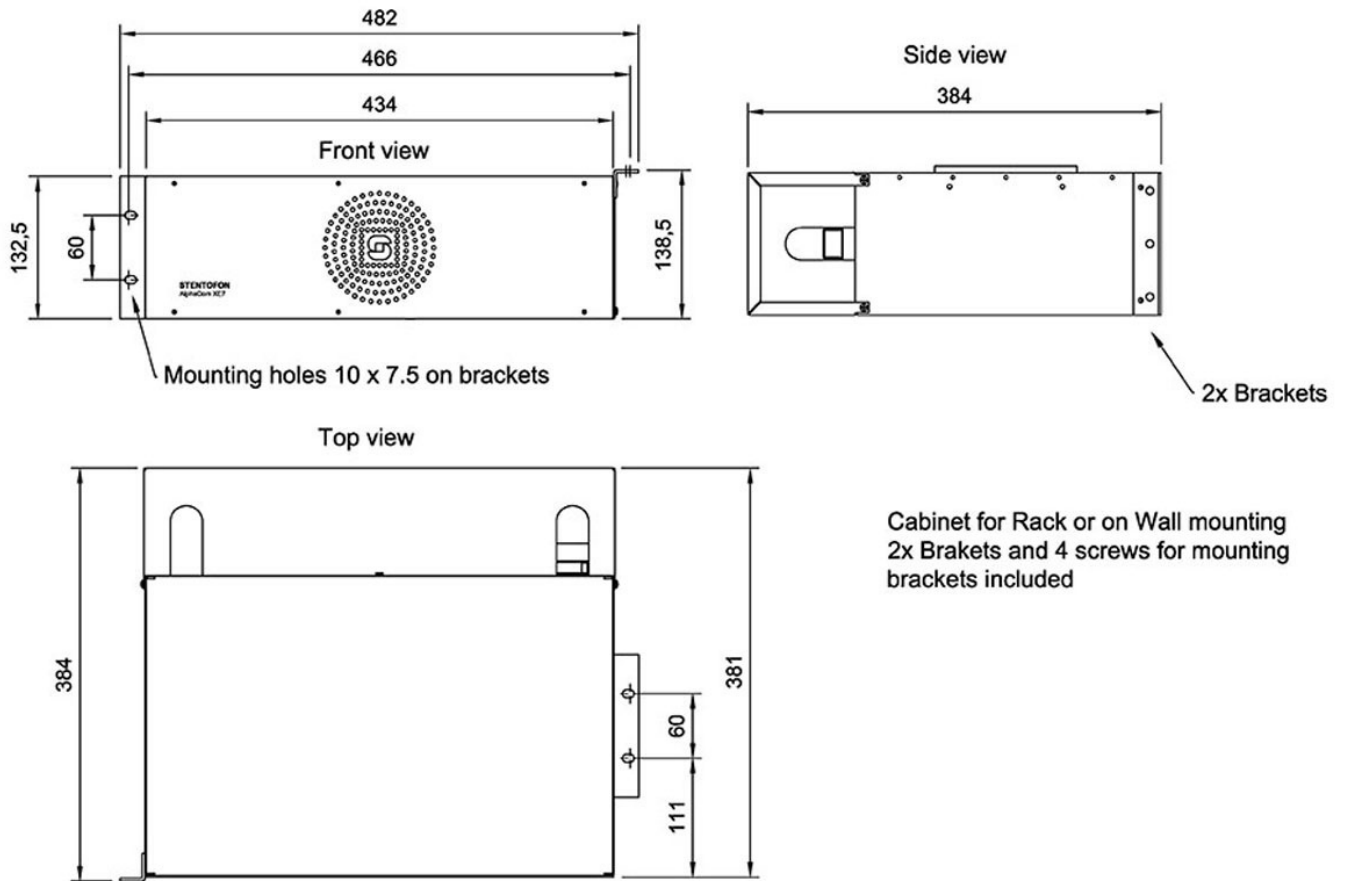 482
466
434
Front view
132,5
60
138,5
STENTOFON
AlphaCom XE7
Mounting holes 10 x 7.5 on brackets
Side view
384
2x Brackets
Top view
384
381
60
111
Cabinet for Rack or on Wall mounting
2x Brakets and 4 screws for mounting
brackets included